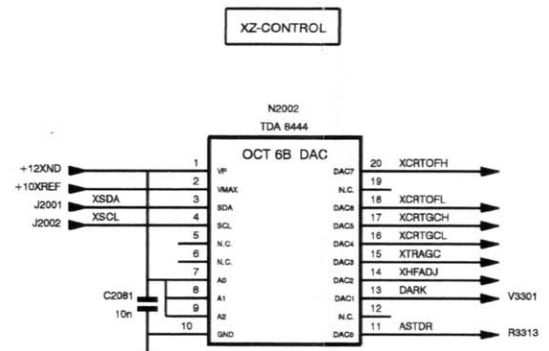 XZ-CONTROL
N2002
TDA 8444
OCT 6B DAC
+12XND 1 VP DAC7 20 XCRTOFH
+10XREF 2 VMAX N.C. 19
J2001 XSDA 3 SDA DAC6 18 XCRTOFL
J2002 XSCL 4 SCL DAC5 17 XCRTGCH
5 N.C. DAC4 16 XCRTGCL
6 N.C. DAC3 15 XTRAGC
7 A0 DAC2 14 XHFADJ
C2081 8 A1 DAC1 13 DARK V3301
10n 9 A2 N.C. 12
10 GND DAC0 11 ASTDR R3313